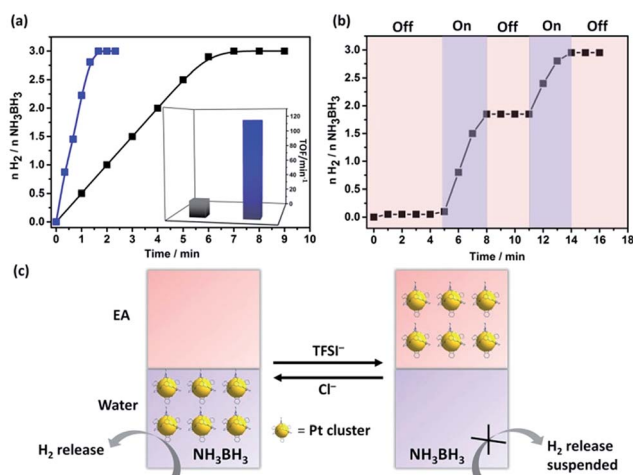 (a)
n H₂ / n NH₃BH₃
3.0
2.5
2.0
1.5
1.0
0.5
0.0
0 1 2 3 4 5 6 7 8 9 10
Time / min
120
100
80
60
40
20
0
TOF/min⁻¹
(b)
Off On Off On Off
n H₂ / n NH₃BH₃
3.0
2.5
2.0
1.5
1.0
0.5
0.0
0 2 4 6 8 10 12 14 16 18
Time / min
(c)
EA
Water
NH₃BH₃
H₂ release
TFSI⁻
Cl⁻
= Pt cluster
NH₃BH₃
H₂ release
suspended